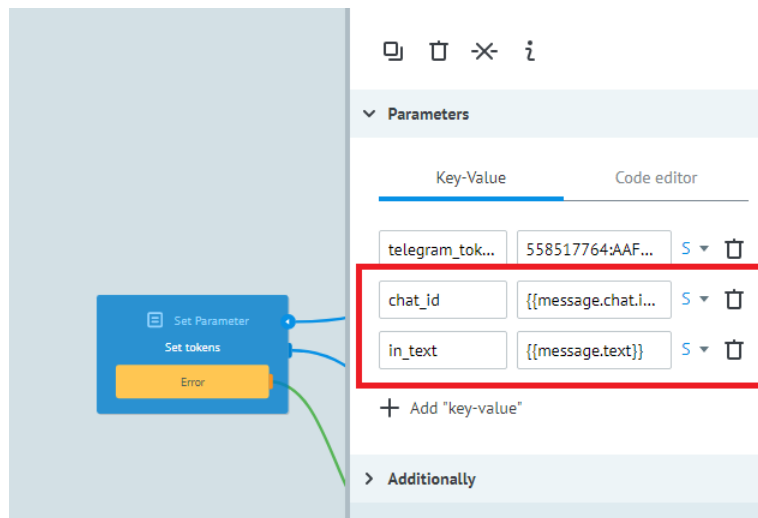 Parameters
Key-Value Code editor
telegram_tok... 558517764:AAF... S
chat_id {{message.chat.i... S
in_text {{message.text}} S
Add "key-value"
Additionally
Set Parameter
Set tokens
Error